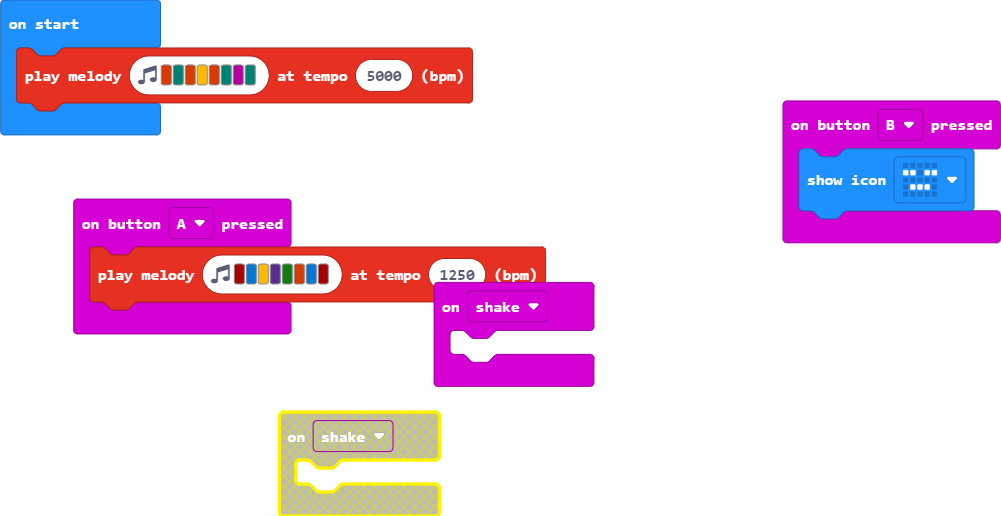 on start
play melody at tempo 5000 (bpm)
on button B pressed
show icon
on button A pressed
play melody at tempo 1250 (bpm)
on shake
on shake